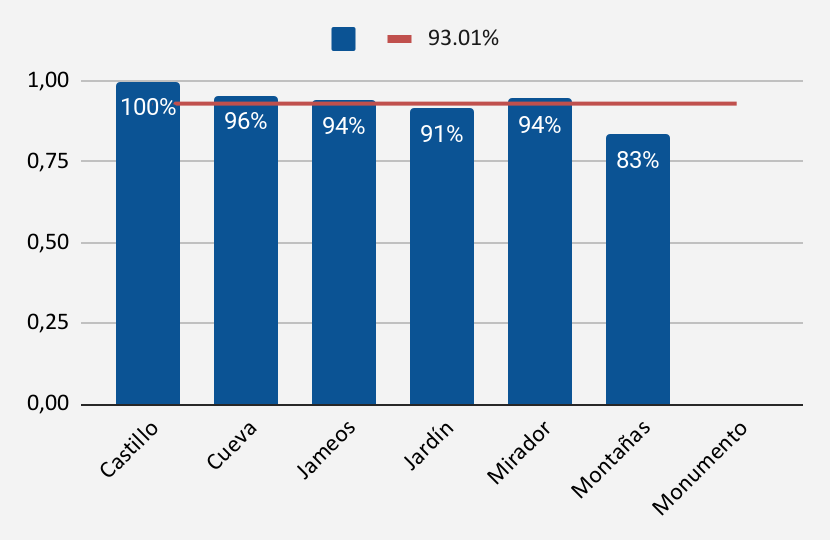 93.01%
1,00
0,75
0,50
0,25
0,00
100%
96%
94%
91%
94%
83%
Castillo
Cueva
Jameos
Jardín
Mirador
Montañas
Monumento